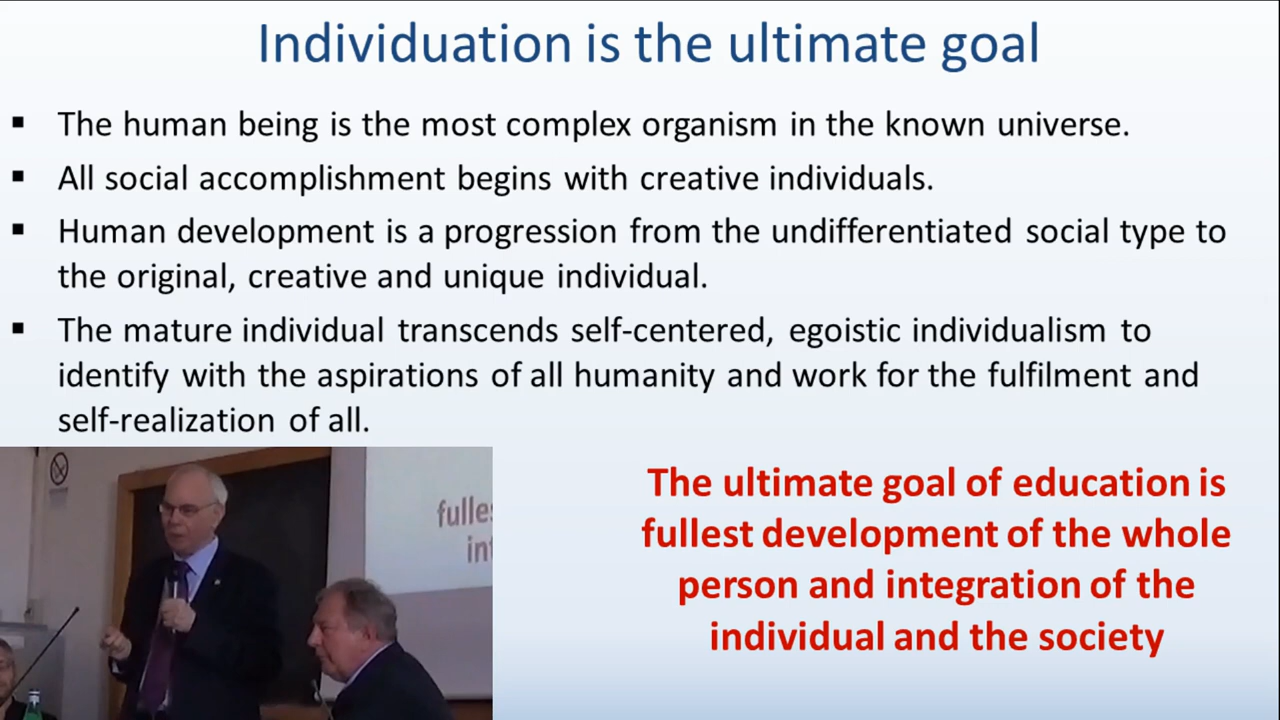 Individuation is the ultimate goal
▪ The human being is the most complex organism in the known universe.
▪ All social accomplishment begins with creative individuals.
▪ Human development is a progression from the undifferentiated social type to
the original, creative and unique individual.
▪ The mature individual transcends self-centered, egoistic individualism to
identify with the aspirations of all humanity and work for the fulfilment and
self-realization of all.
The ultimate goal of education is
fullest development of the whole
person and integration of the
individual and the society
fulle
in